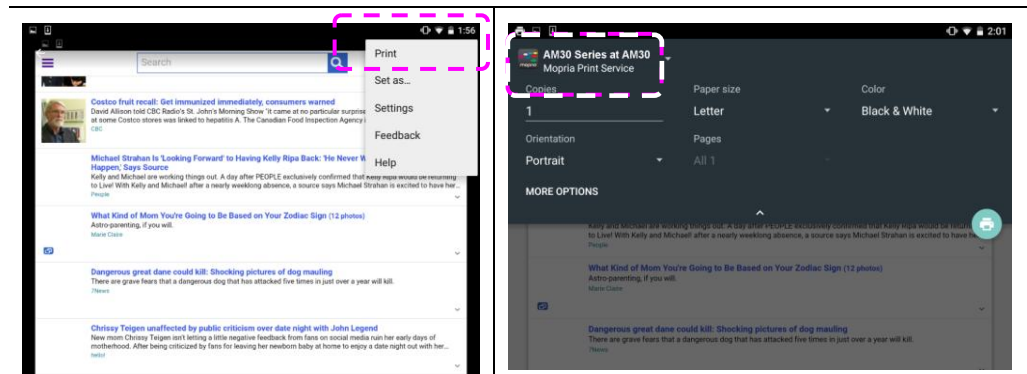 1:56
Search
Print
Set as...
Settings
Feedback
Help
Costco fruit recall: Get immunized immediately, consumers warned
David Allison told CBC Radio's St. John's Morning Show "it came at no particular surprise
at some Costco stores was linked to hepatitis A. The Canadian Food Inspection Agency
CBC
Michael Strahan Is 'Looking Forward' to Having Kelly Ripa Back: 'He Never W
Happen,' Says Source
Kelly and Michael are working things out. A day after PEOPLE exclusively confirmed that Kelly Ripa would be returning
to Live! With Kelly and Michael! after a nearly weeklong absence, a source says Michael Strahan is excited to have her...
People
What Kind of Mom You're Going to Be Based on Your Zodiac Sign (12 photos)
Astro-parenting, if you will.
Marie Claire
Dangerous great dane could kill: Shocking pictures of dog mauling
There are grave fears that a dangerous dog that has attacked five times in just over a year will kill.
7News
Chrissy Teigen unaffected by public criticism over date night with John Legend
New mom Chrissy Teigen isn't letting a little negative feedback from fans on social media ruin her early days of
motherhood. After being criticized by fans for leaving her newborn baby at home to enjoy a date night out with her...
hello!
2:01
AM30 Series at AM30
mopria
Mopria Print Service
Copies
Paper size
Color
1
Letter
Black & White
Orientation
Pages
Portrait
All 1
MORE OPTIONS
Kelly and Michael are working things out. A day after PEOPLE exclusively confirmed that Kelly Ripa would be return
to Live! With Kelly and Michael! after a nearly weeklong absence, a source says Michael Strahan is excited to have he
People
What Kind of Mom You're Going to Be Based on Your Zodiac Sign (12 photos)
Astro-parenting, if you will.
Marie Claire
Dangerous great dane could kill: Shocking pictures of dog mauling
There are grave fears that a dangerous dog that has attacked five times in just over a year will kill.
7News